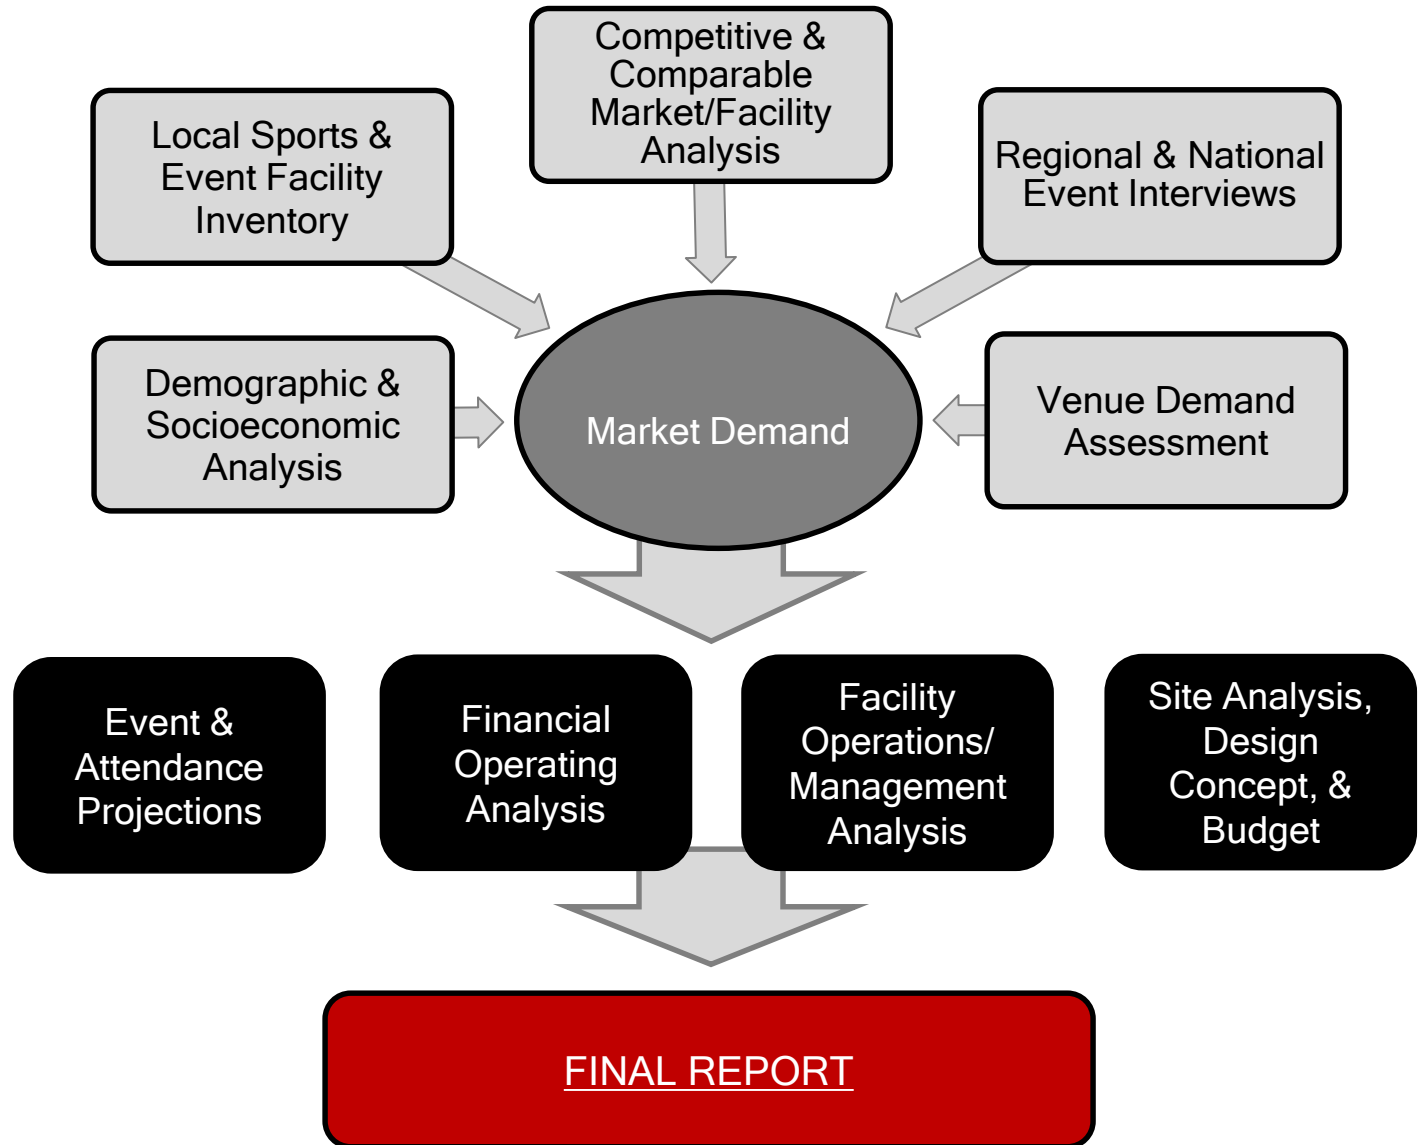 Competitive &
Comparable
Market/Facility
Analysis
Local Sports &
Event Facility
Inventory
Regional & National
Event Interviews
Demographic &
Socioeconomic
Analysis
Market Demand
Venue Demand
Assessment
Event &
Attendance
Projections
Financial
Operating
Analysis
Facility
Operations/
Management
Analysis
Site Analysis,
Design
Concept, &
Budget
FINAL REPORT